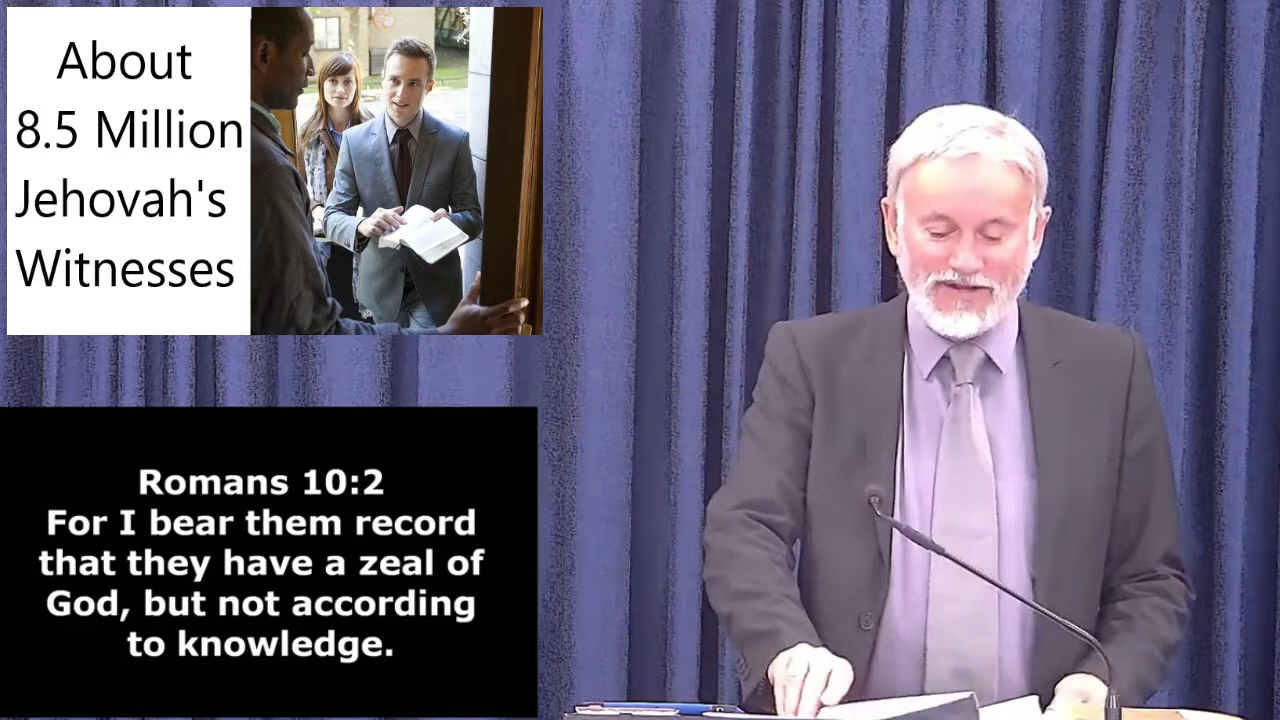 About
8.5 Million
Jehovah's
Witnesses
Romans 10:2
For I bear them record
that they have a zeal of
God, but not according
to knowledge.